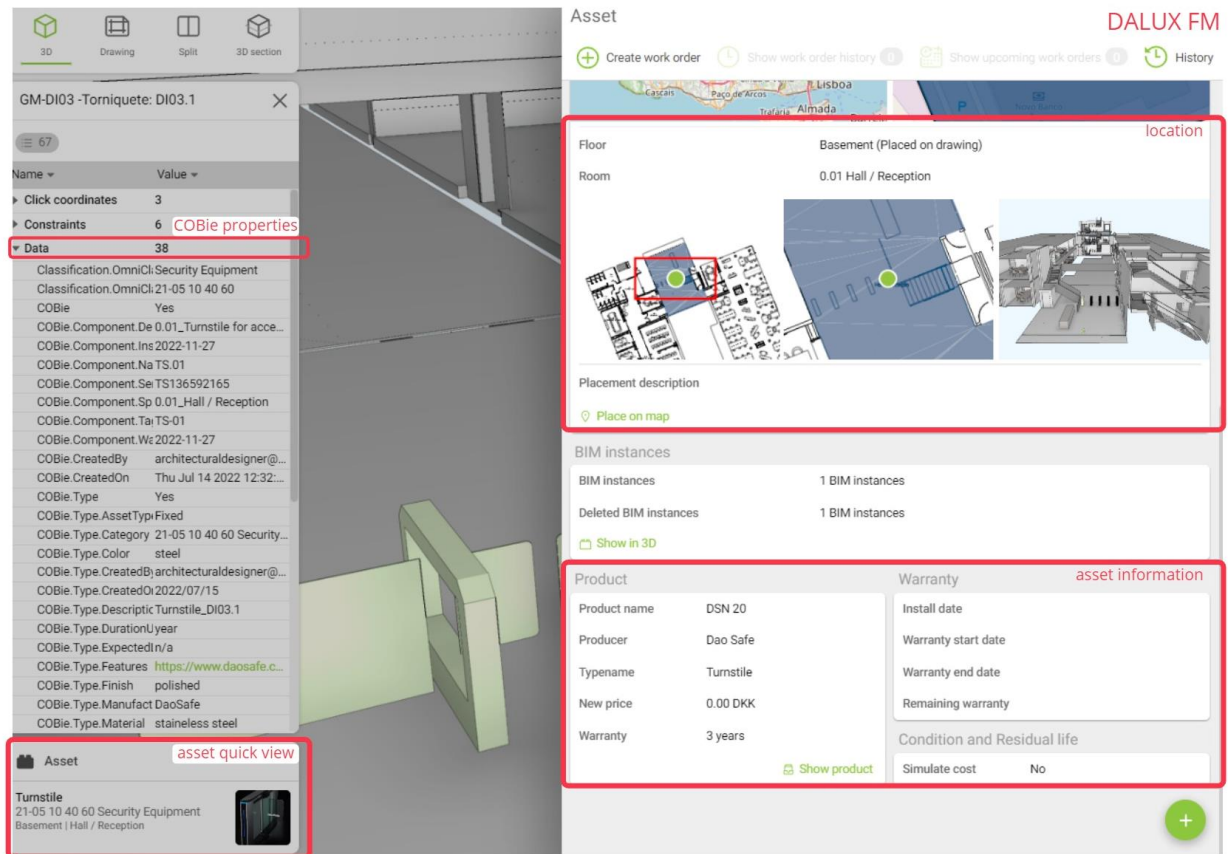 3D
Drawing
Split
3D section
GM-DI03 -Torniquete: DI03.1
67
Name
Value
Click coordinates 3
Constraints 6
COBie properties
Data 38
Classification.OmniCla Security Equipment
Classification.OmniCla 21-05 10 40 60
COBie Yes
COBie.Component.De 0.01_Turnstile for acce...
COBie.Component.Ins 2022-11-27
COBie.Component.Na TS.01
COBie.Component.Ser TS136592165
COBie.Component.Sp 0.01_Hall / Reception
COBie.Component.Tag TS-01
COBie.Component.Wa 2022-11-27
COBie.CreatedBy architecturaldesigner@...
COBie.CreatedOn Thu Jul 14 2022 12:32:...
COBie.Type Yes
COBie.Type.AssetType Fixed
COBie.Type.Category 21-05 10 40 60 Security...
COBie.Type.Color steel
COBie.Type.CreatedBy architecturaldesigner@...
COBie.Type.CreatedOn 2022/07/15
COBie.Type.Descriptic Turnstile_DI03.1
COBie.Type.DurationU year
COBie.Type.ExpectedI n/a
COBie.Type.Features https://www.daosafe.c...
COBie.Type.Finish polished
COBie.Type.Manufact DaoSafe
COBie.Type.Material staineless steel
asset quick view
Asset
Turnstile
21-05 10 40 60 Security Equipment
Basement | Hall / Reception
Asset
DALUX FM
Create work order
Show work order history 0
Show upcoming work orders 0
History
Lisboa
Cascais
Paço de Arcos
Trafaria
Almada
P
Novo Banco
location
Floor Basement (Placed on drawing)
Room 0.01 Hall / Reception
Placement description
Place on map
BIM instances
BIM instances 1 BIM instances
Deleted BIM instances 1 BIM instances
Show in 3D
asset information
Product
Product name DSN 20
Producer Dao Safe
Typename Turnstile
New price 0.00 DKK
Warranty 3 years
Show product
Warranty
Install date
Warranty start date
Warranty end date
Remaining warranty
Condition and Residual life
Simulate cost No